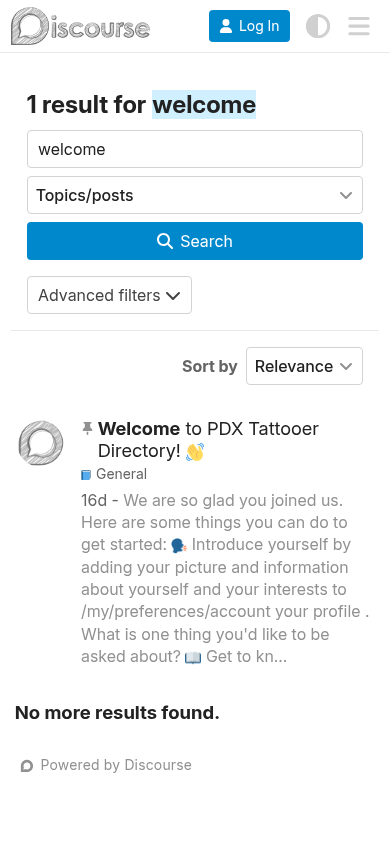 Discourse
Log In
1 result for welcome
welcome
Topics/posts
Search
Advanced filters
Sort by
Relevance
Welcome to PDX Tattooer
Directory! 👋
General
16d - We are so glad you joined us.
Here are some things you can do to
get started: 🗣 Introduce yourself by
adding your picture and information
about yourself and your interests to
/my/preferences/account your profile .
What is one thing you'd like to be
asked about? 📖 Get to kn...
No more results found.
Powered by Discourse